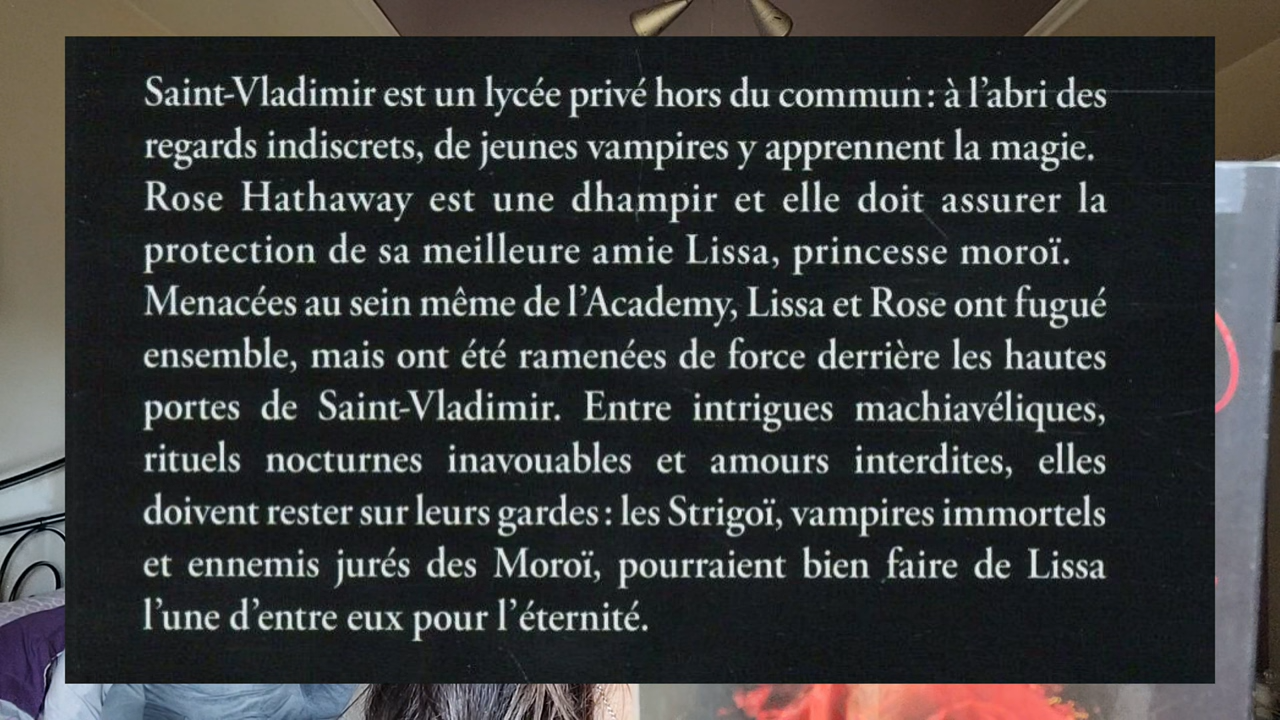 Saint-Vladimir est un lycée privé hors du commun : à l'abri des
regards indiscrets, de jeunes vampires y apprennent la magie.
Rose Hathaway est une dhampir et elle doit assurer la
protection de sa meilleure amie Lissa, princesse moroï.
Menacées au sein même de l'Academy, Lissa et Rose ont fugué
ensemble, mais ont été ramenées de force derrière les hautes
portes de Saint-Vladimir. Entre intrigues machiavéliques,
rituels nocturnes inavouables et amours interdites, elles
doivent rester sur leurs gardes : les Strigoï, vampires immortels
et ennemis jurés des Moroï, pourraient bien faire de Lissa
l'une d'entre eux pour l'éternité.